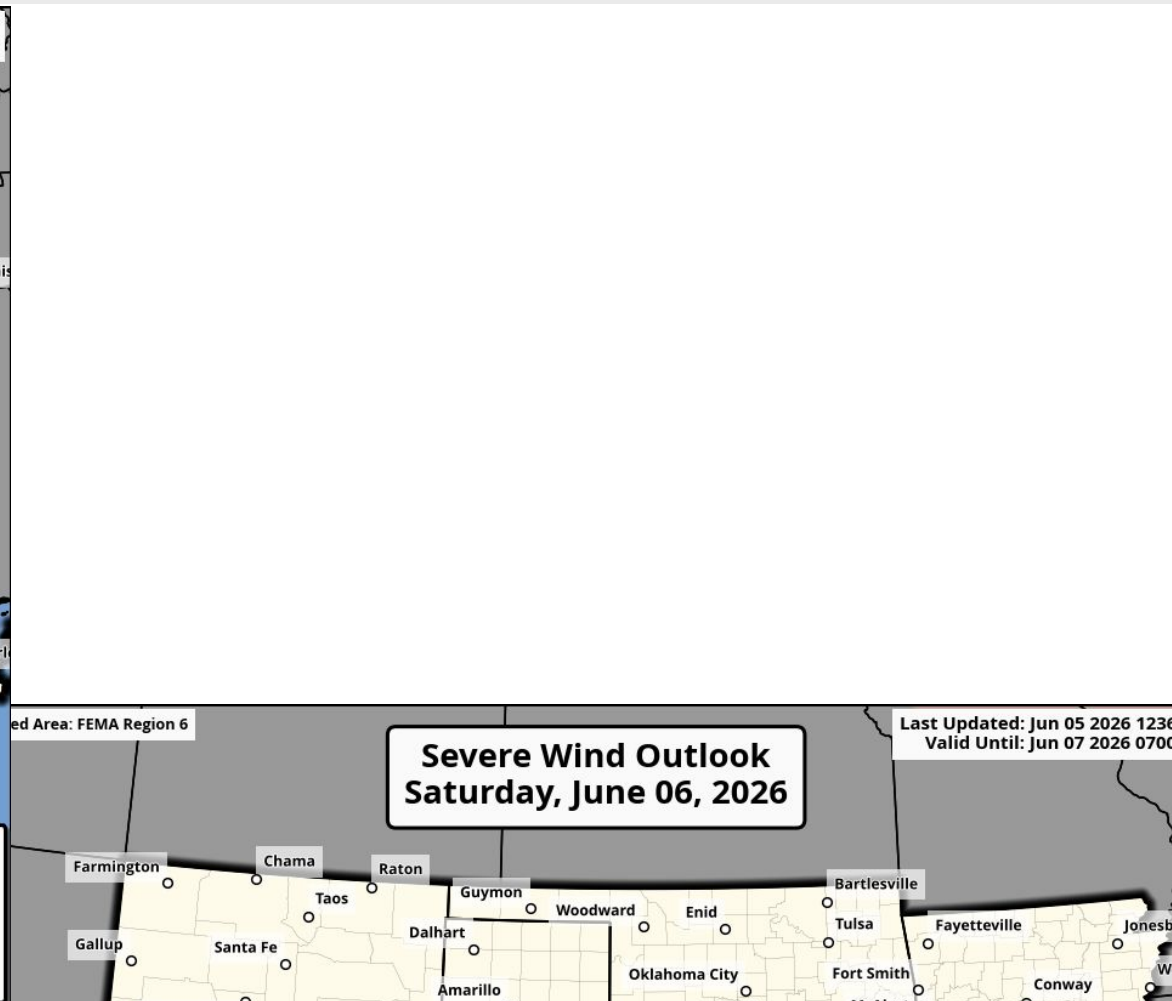 ed Area: FEMA Region 6
Last Updated: Jun 05 2026 1236
Valid Until: Jun 07 2026 0700
Severe Wind Outlook
Saturday, June 06, 2026
Farmington
Chama
Raton
Taos
Guymon
Woodward
Enid
Bartlesville
Tulsa
Fayetteville
Jonesb
Gallup
Santa Fe
Dalhart
Oklahoma City
Fort Smith
Amarillo
Conway